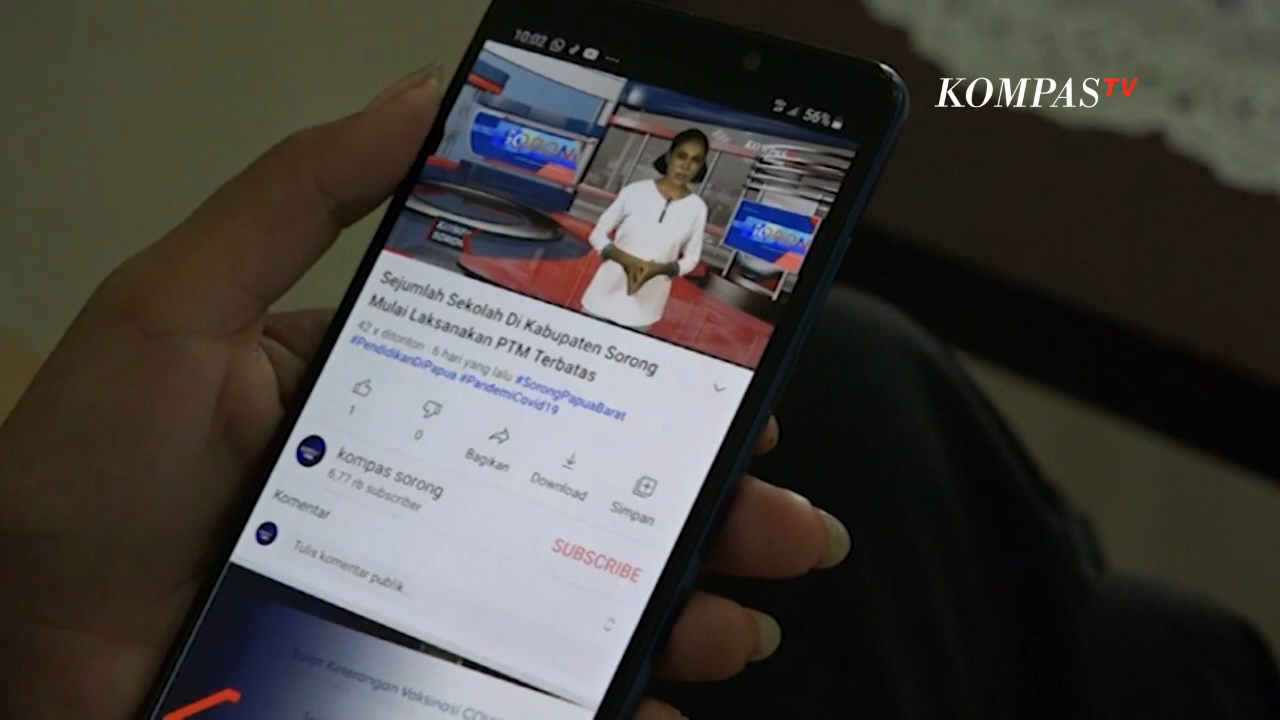 10:02
56%
KOMPASTV
KORONA
KORONA
Sejumlah Sekolah Di Kabupaten Sorong
Mulai Laksanakan PTM Terbatas
42 x ditonton · 6 hari yang lalu #SorongPapuaBarat
#PendidikanDiPapua #PandemiCovid19
1
0
Bagikan
Download
Simpan
kompas sorong
6,77 rb subscriber
SUBSCRIBE
Komentar
Tulis komentar publik...
Surat Keterangan Vaksinasi